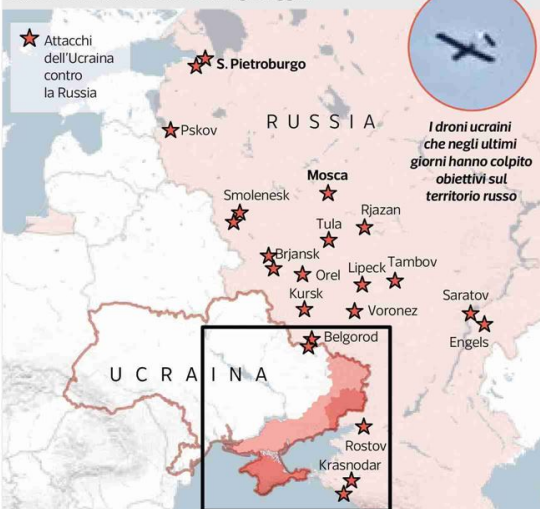 Attacchi
dell'Ucraina
contro
la Russia
S. Pietroburgo
Pskov
RUSSIA
I droni ucraini
che negli ultimi
giorni hanno colpito
obiettivi sul
territorio russo
Mosca
Smolenesk
Rjazan
Tula
Brjansk
Orel
Lipeck
Tambov
Kursk
Voronez
Saratov
Engels
Belgorod
UCRAINA
Rostov
Krasnodar